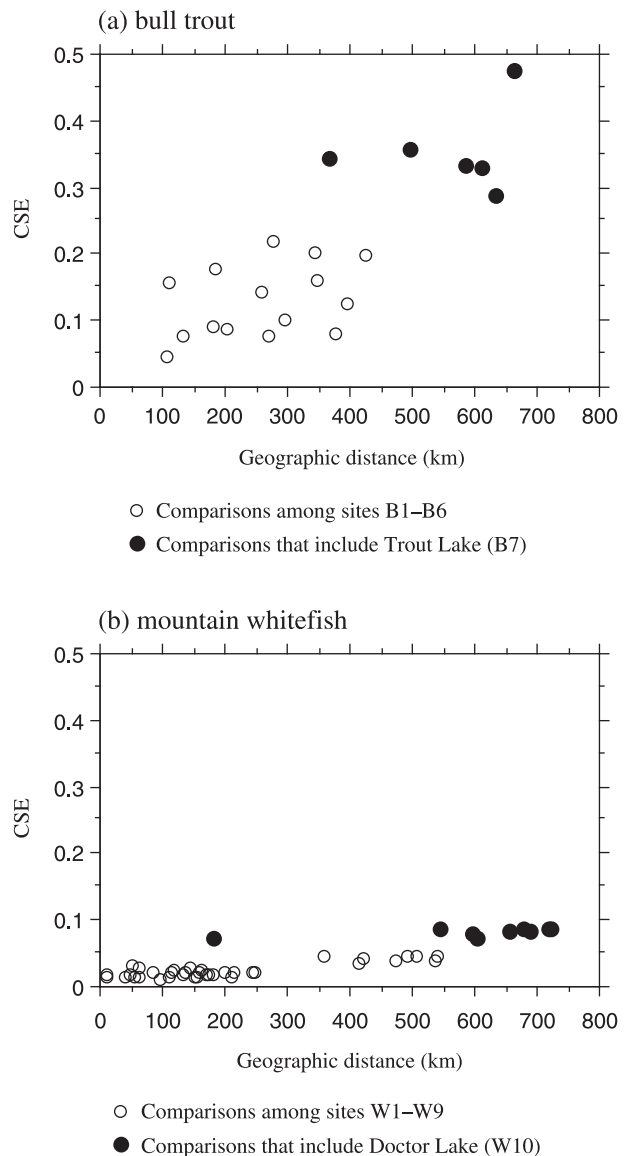 (a) bull trout
0.5
0.4
0.3
0.2
0.1
0
CSE
0 100 200 300 400 500 600 700 800
Geographic distance (km)
Comparisons among sites B1–B6
Comparisons that include Trout Lake (B7)
(b) mountain whitefish
0.5
0.4
0.3
0.2
0.1
0
CSE
0 100 200 300 400 500 600 700 800
Geographic distance (km)
Comparisons among sites W1–W9
Comparisons that include Doctor Lake (W10)